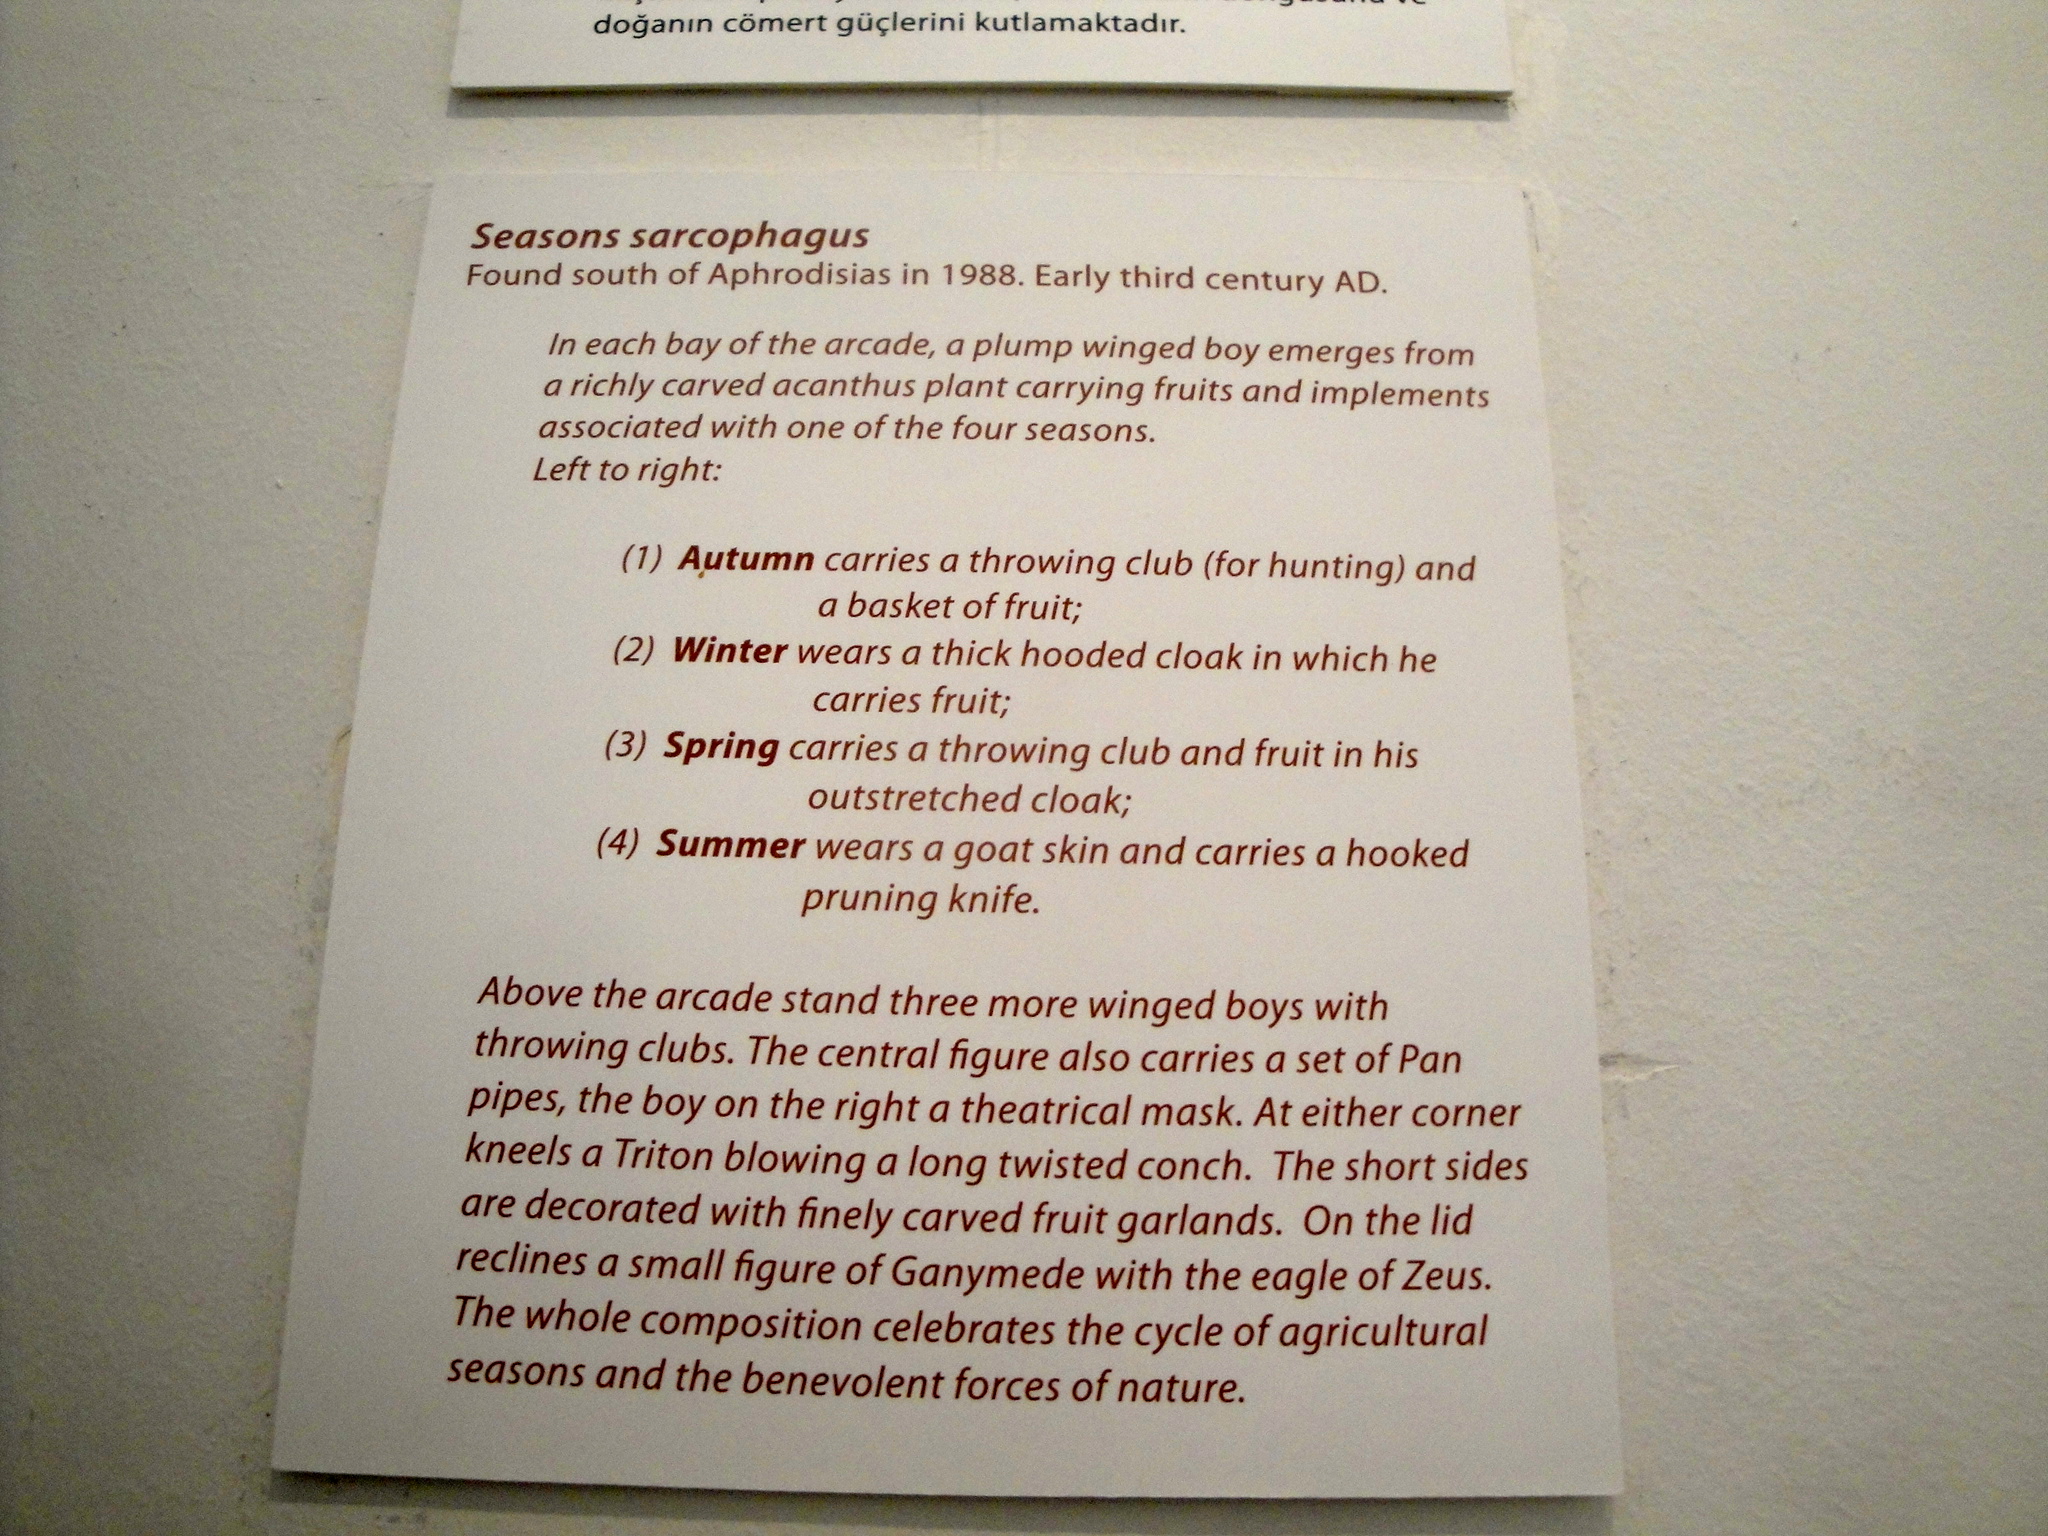 doğanın cömert güçlerini kutlamaktadır.
Seasons sarcophagus
Found south of Aphrodisias in 1988. Early third century AD.
In each bay of the arcade, a plump winged boy emerges from
a richly carved acanthus plant carrying fruits and implements
associated with one of the four seasons.
Left to right:
(1) Autumn carries a throwing club (for hunting) and
a basket of fruit;
(2) Winter wears a thick hooded cloak in which he
carries fruit;
(3) Spring carries a throwing club and fruit in his
outstretched cloak;
(4) Summer wears a goat skin and carries a hooked
pruning knife.
Above the arcade stand three more winged boys with
throwing clubs. The central figure also carries a set of Pan
pipes, the boy on the right a theatrical mask. At either corner
kneels a Triton blowing a long twisted conch. The short sides
are decorated with finely carved fruit garlands. On the lid
reclines a small figure of Ganymede with the eagle of Zeus.
The whole composition celebrates the cycle of agricultural
seasons and the benevolent forces of nature.